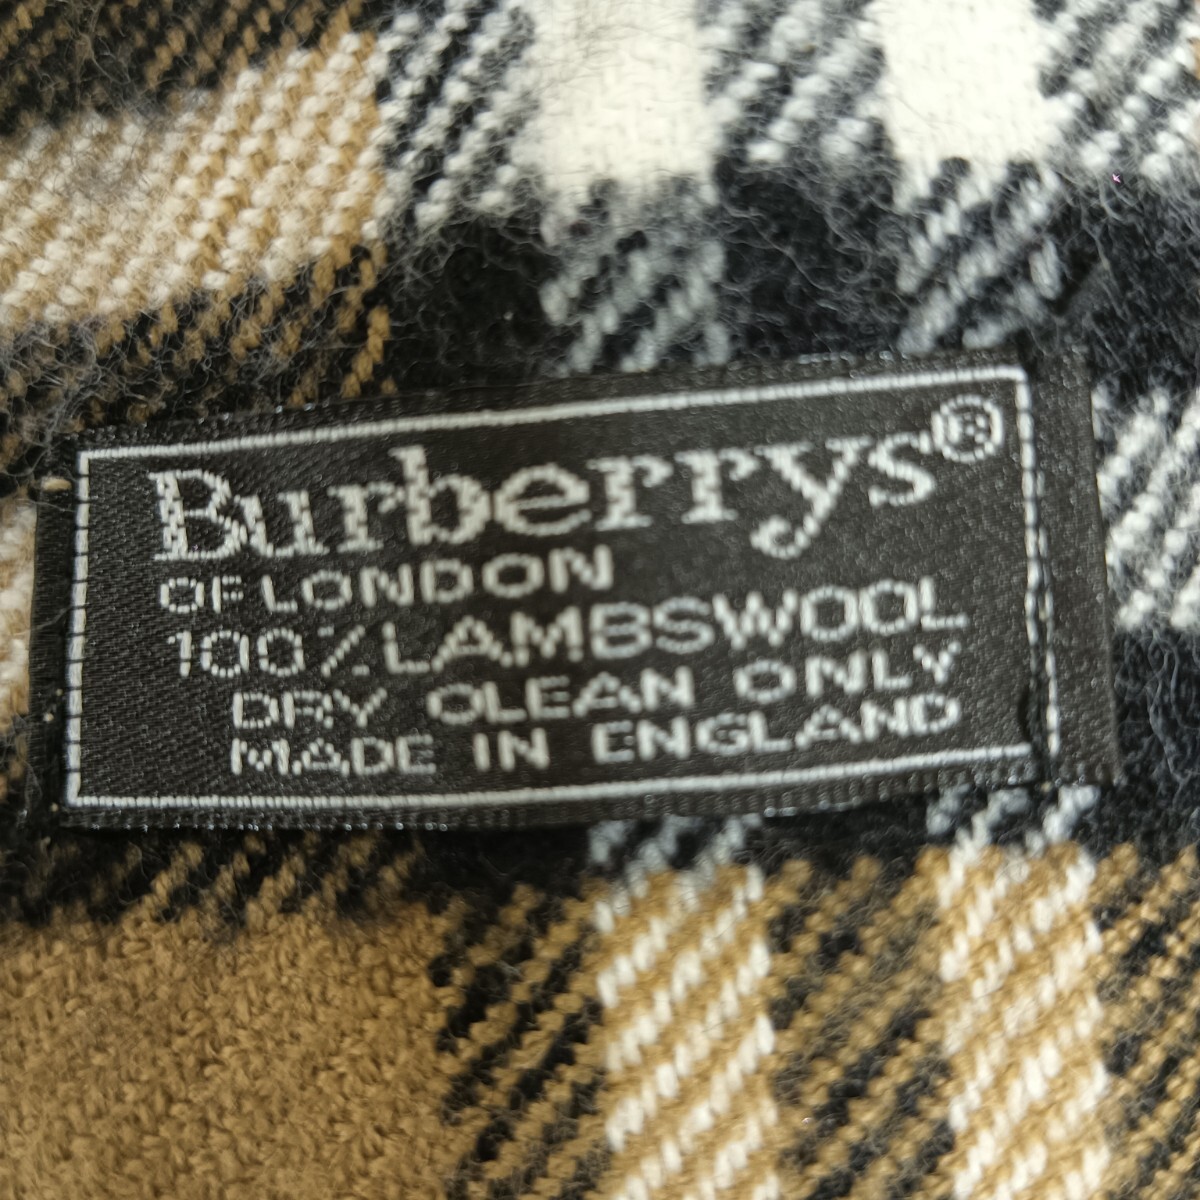 Burberrys®
OF LONDON
100% LAMBSWOOL
DRY CLEAN ONLY
MADE IN ENGLAND